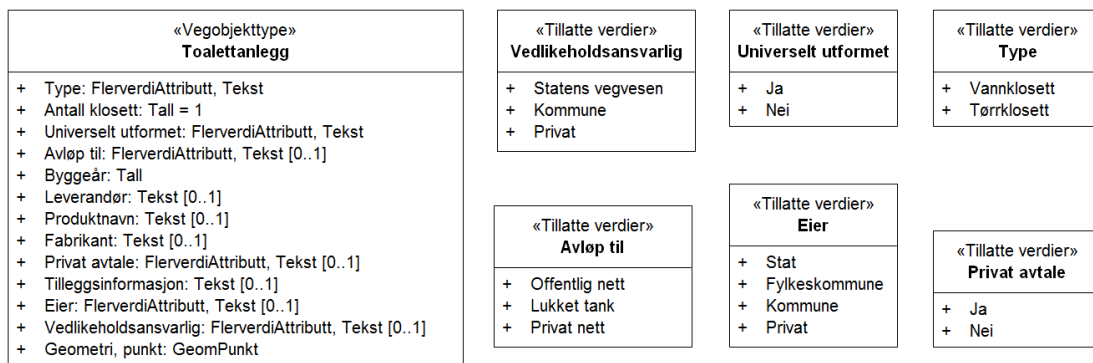 «Vegobjekttype»
Toalettanlegg
+ Type: FlerverdiAttributt, Tekst
+ Antall klosett: Tall = 1
+ Universelt utformet: FlerverdiAttributt, Tekst
+ Avløp til: FlerverdiAttributt, Tekst [0..1]
+ Byggeår: Tall
+ Leverandør: Tekst [0..1]
+ Produktnavn: Tekst [0..1]
+ Fabrikant: Tekst [0..1]
+ Privat avtale: FlerverdiAttributt, Tekst [0..1]
+ Tilleggsinformasjon: Tekst [0..1]
+ Eier: FlerverdiAttributt, Tekst [0..1]
+ Vedlikeholdsansvarlig: FlerverdiAttributt, Tekst [0..1]
+ Geometri, punkt: GeomPunkt
«Tillatte verdier»
Vedlikeholdsansvarlig
+ Statens vegvesen
+ Kommune
+ Privat
«Tillatte verdier»
Universelt utformet
+ Ja
+ Nei
«Tillatte verdier»
Type
+ Vannklosett
+ Tørrklosett
«Tillatte verdier»
Avløp til
+ Offentlig nett
+ Lukket tank
+ Privat nett
«Tillatte verdier»
Eier
+ Stat
+ Fylkeskommune
+ Kommune
+ Privat
«Tillatte verdier»
Privat avtale
+ Ja
+ Nei